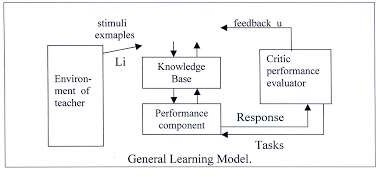 stimuli
exmaples
feedback u
Li
Environ-
ment of
teacher
Knowledge
Base
Critic
performance
evaluator
Performance
component
Response
Tasks
General Learning Model.